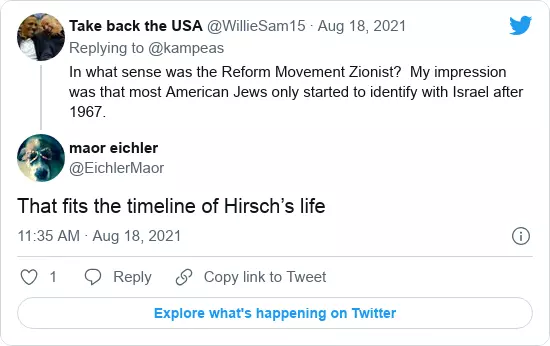 Take back the USA @WillieSam15 · Aug 18, 2021
Replying to @kampeas
In what sense was the Reform Movement Zionist?  My impression
was that most American Jews only started to identify with Israel after
1967.
maor eichler
@EichlerMaor
That fits the timeline of Hirsch’s life
11:35 AM · Aug 18, 2021
1 Reply Copy link to Tweet
Explore what's happening on Twitter